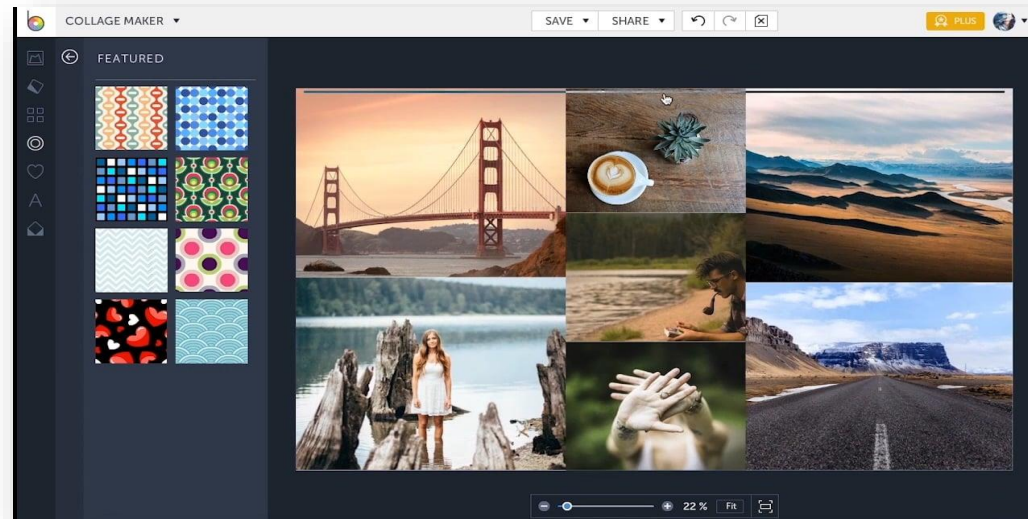 COLLAGE MAKER
SAVE
SHARE
PLUS
FEATURED
A
22 %
Fit